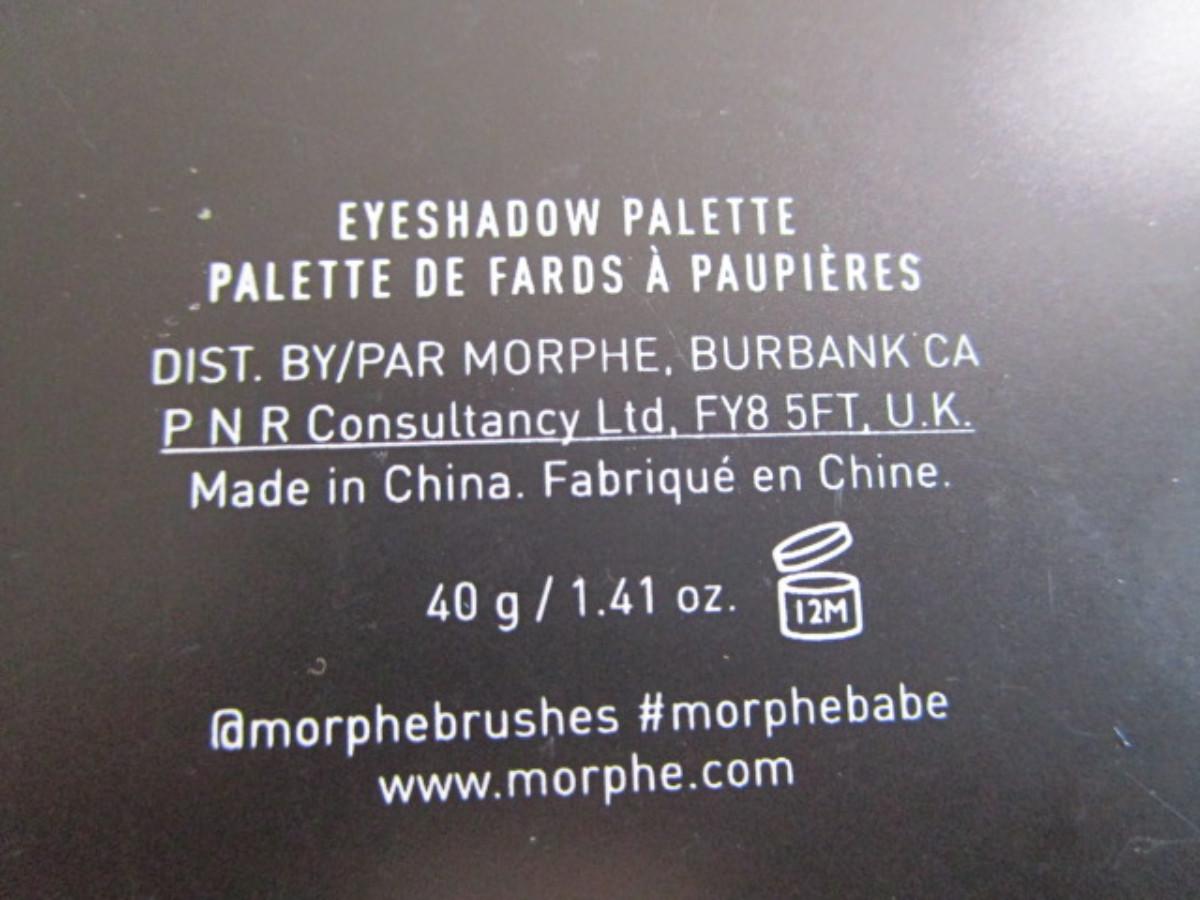 EYESHADOW PALETTE
PALETTE DE FARDS À PAUPIÈRES
DIST. BY/PAR MORPHE, BURBANK CA
P N R Consultancy Ltd, FY8 5FT, U.K.
Made in China. Fabriqué en Chine.
40 g / 1.41 oz. 12M
@morphebrushes #morphebabe
www.morphe.com